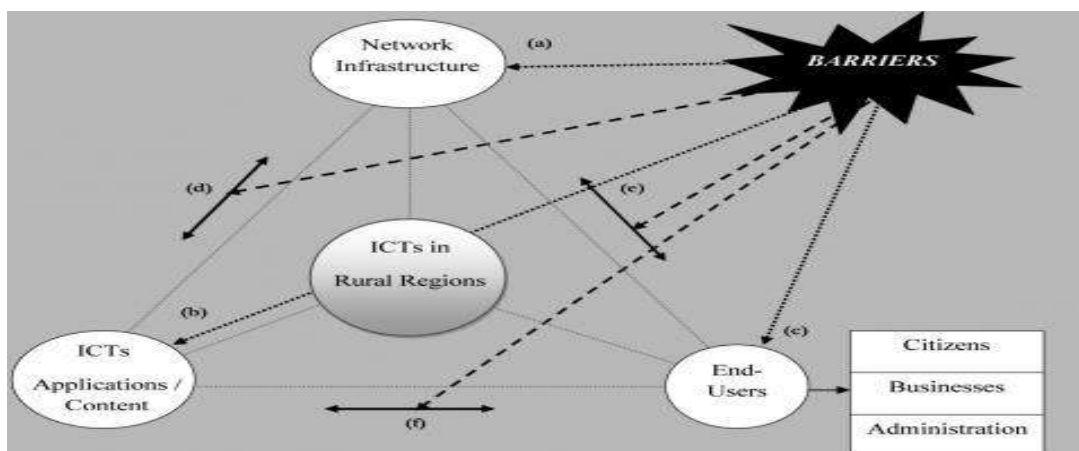 Network
Infrastructure
(a)
BARRIERS
(d)
(e)
ICTs in
Rural Regions
(b)
(c)
ICTs
Applications /
Content
End-
Users
Citizens
Businesses
Administration
(f)